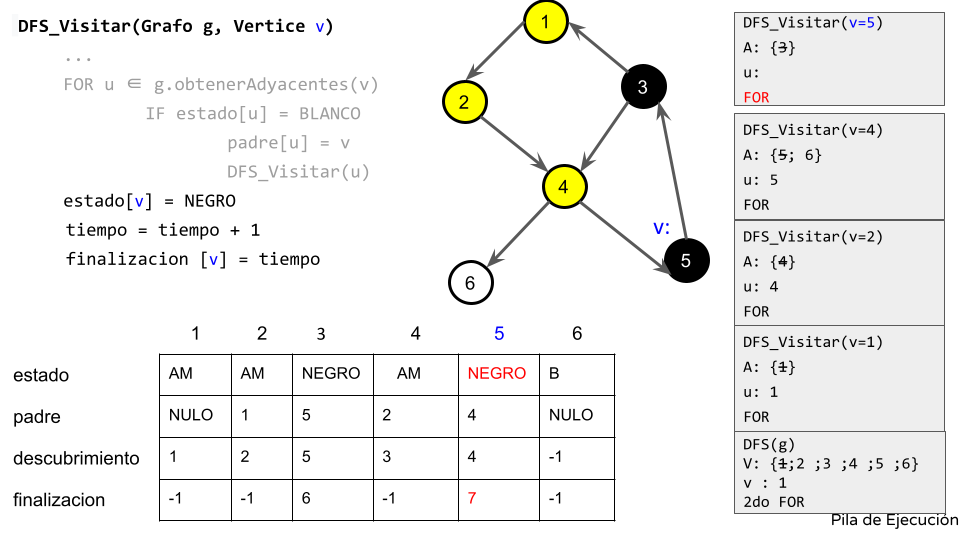 DFS_Visitar(Grafo g, Vertice v)
...
FOR u ∈ g.obtenerAdyacentes(v)
IF estado[u] = BLANCO
padre[u] = v
DFS_Visitar(u)
estado[v] = NEGRO
tiempo = tiempo + 1
finalizacion [v] = tiempo
1
2
3
4
v:
5
6
1 2 3 4 5 6
estado AM AM NEGRO AM NEGRO B
padre NULO 1 5 2 4 NULO
descubrimiento 1 2 5 3 4 -1
finalizacion -1 -1 6 -1 7 -1
DFS_Visitar(v=5)
A: {3}
u:
FOR
DFS_Visitar(v=4)
A: {5; 6}
u: 5
FOR
DFS_Visitar(v=2)
A: {4}
u: 4
FOR
DFS_Visitar(v=1)
A: {1}
u: 1
FOR
DFS(g)
V: {1;2 ;3 ;4 ;5 ;6}
v : 1
2do FOR
Pila de Ejecución